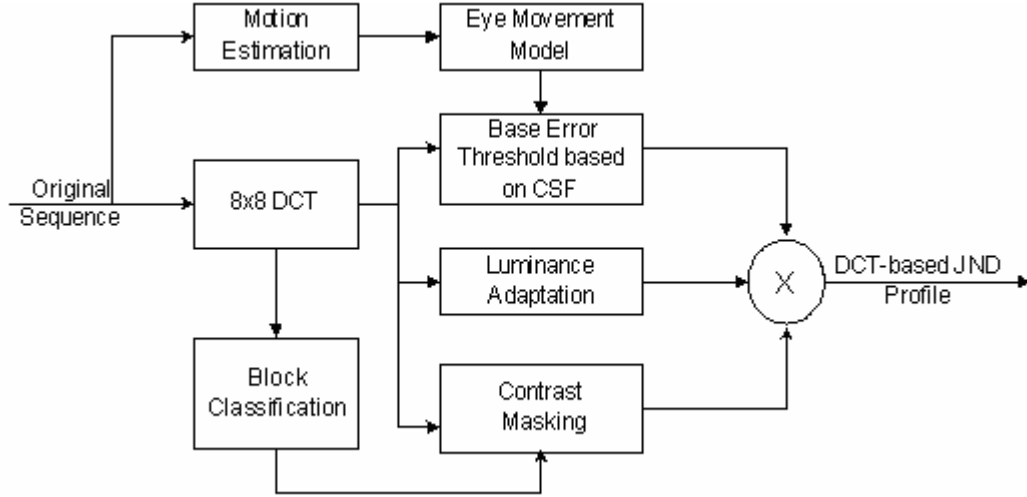 Motion
Estimation
Eye Movement
Model
Base Error
Threshold based
on CSF
Original
Sequence
8x8 DCT
Luminance
Adaptation
X
DCT-based JND
Profile
Block
Classification
Contrast
Masking